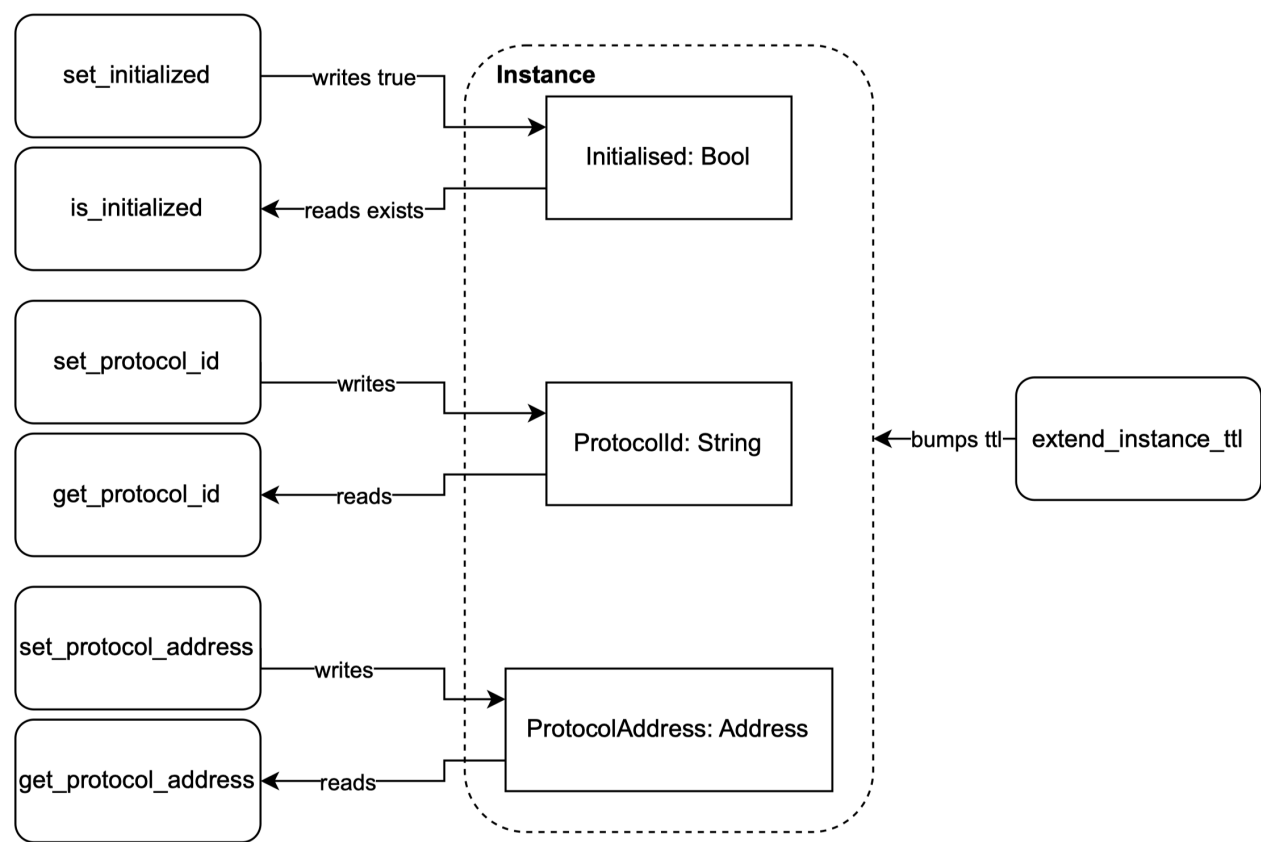 set_initialized
writes true
Instance
Initialised: Bool
is_initialized
reads exists
set_protocol_id
writes
ProtocolId: String
get_protocol_id
reads
bumps ttl
extend_instance_ttl
set_protocol_address
writes
ProtocolAddress: Address
get_protocol_address
reads